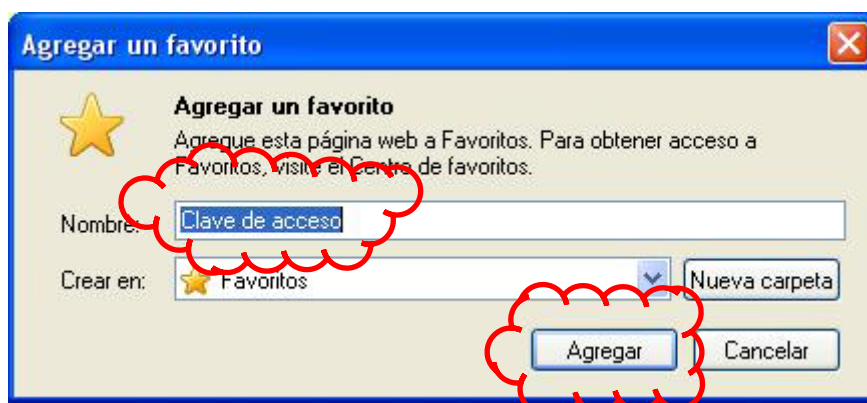 Agregar un favorito
Agregar un favorito
Agregue esta página web a Favoritos. Para obtener acceso a
Favoritos, visite el Centro de favoritos.
Nombre: Clave de acceso
Crear en: Favoritos Nueva carpeta
Agregar Cancelar